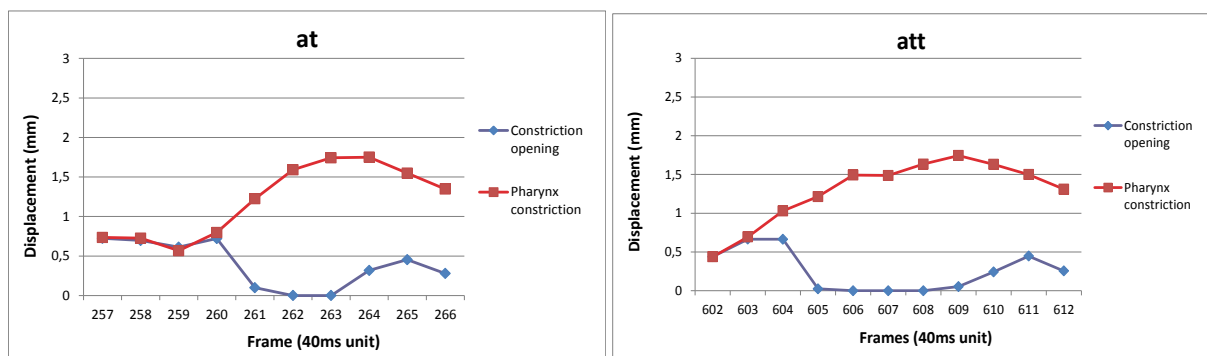 at
3
2,5
2
1,5
1
0,5
0
Displacement (mm)
257 258 259 260 261 262 263 264 265 266
Frame (40ms unit)
Constriction
opening
Pharynx
constriction
att
3
2,5
2
1,5
1
0,5
0
Displacement (mm)
602 603 604 605 606 607 608 609 610 611 612
Frames (40ms unit)
Constriction
opening
Pharynx
constriction